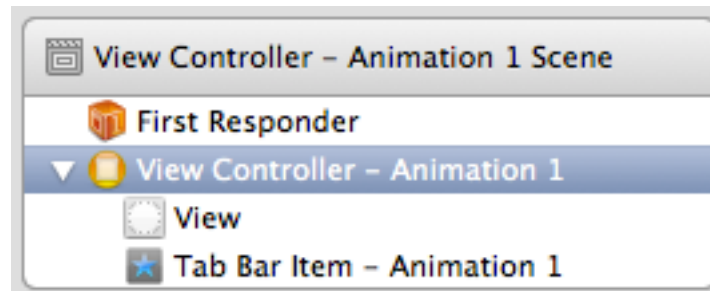 View Controller – Animation 1 Scene
First Responder
View Controller – Animation 1
View
Tab Bar Item – Animation 1